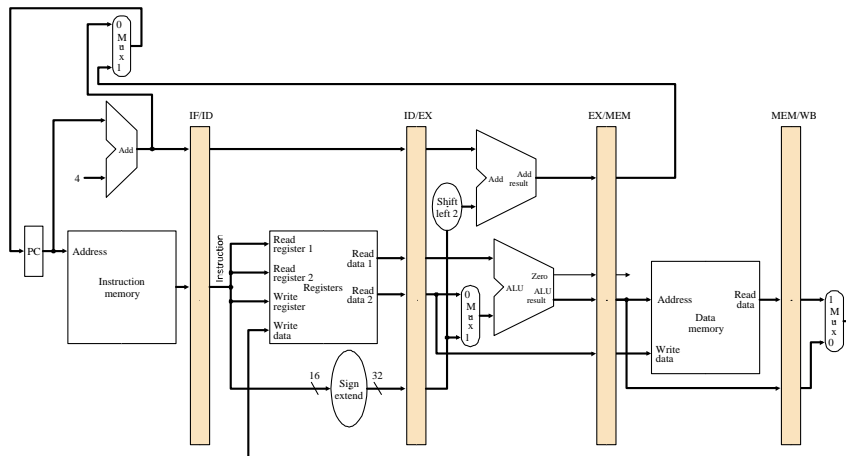 0
M
u
x
1
IF/ID
ID/EX
EX/MEM
MEM/WB
Add
4
Add
Add
result
Shift
left 2
PC
Address
Instruction
memory
Instruction
Read
register 1
Read
register 2
Write
register
Write
data
Registers
Read
data 1
Read
data 2
0
M
u
x
1
Zero
ALU
ALU
result
Address
Read
data
Data
memory
Write
data
1
M
u
x
0
16
Sign
extend
32